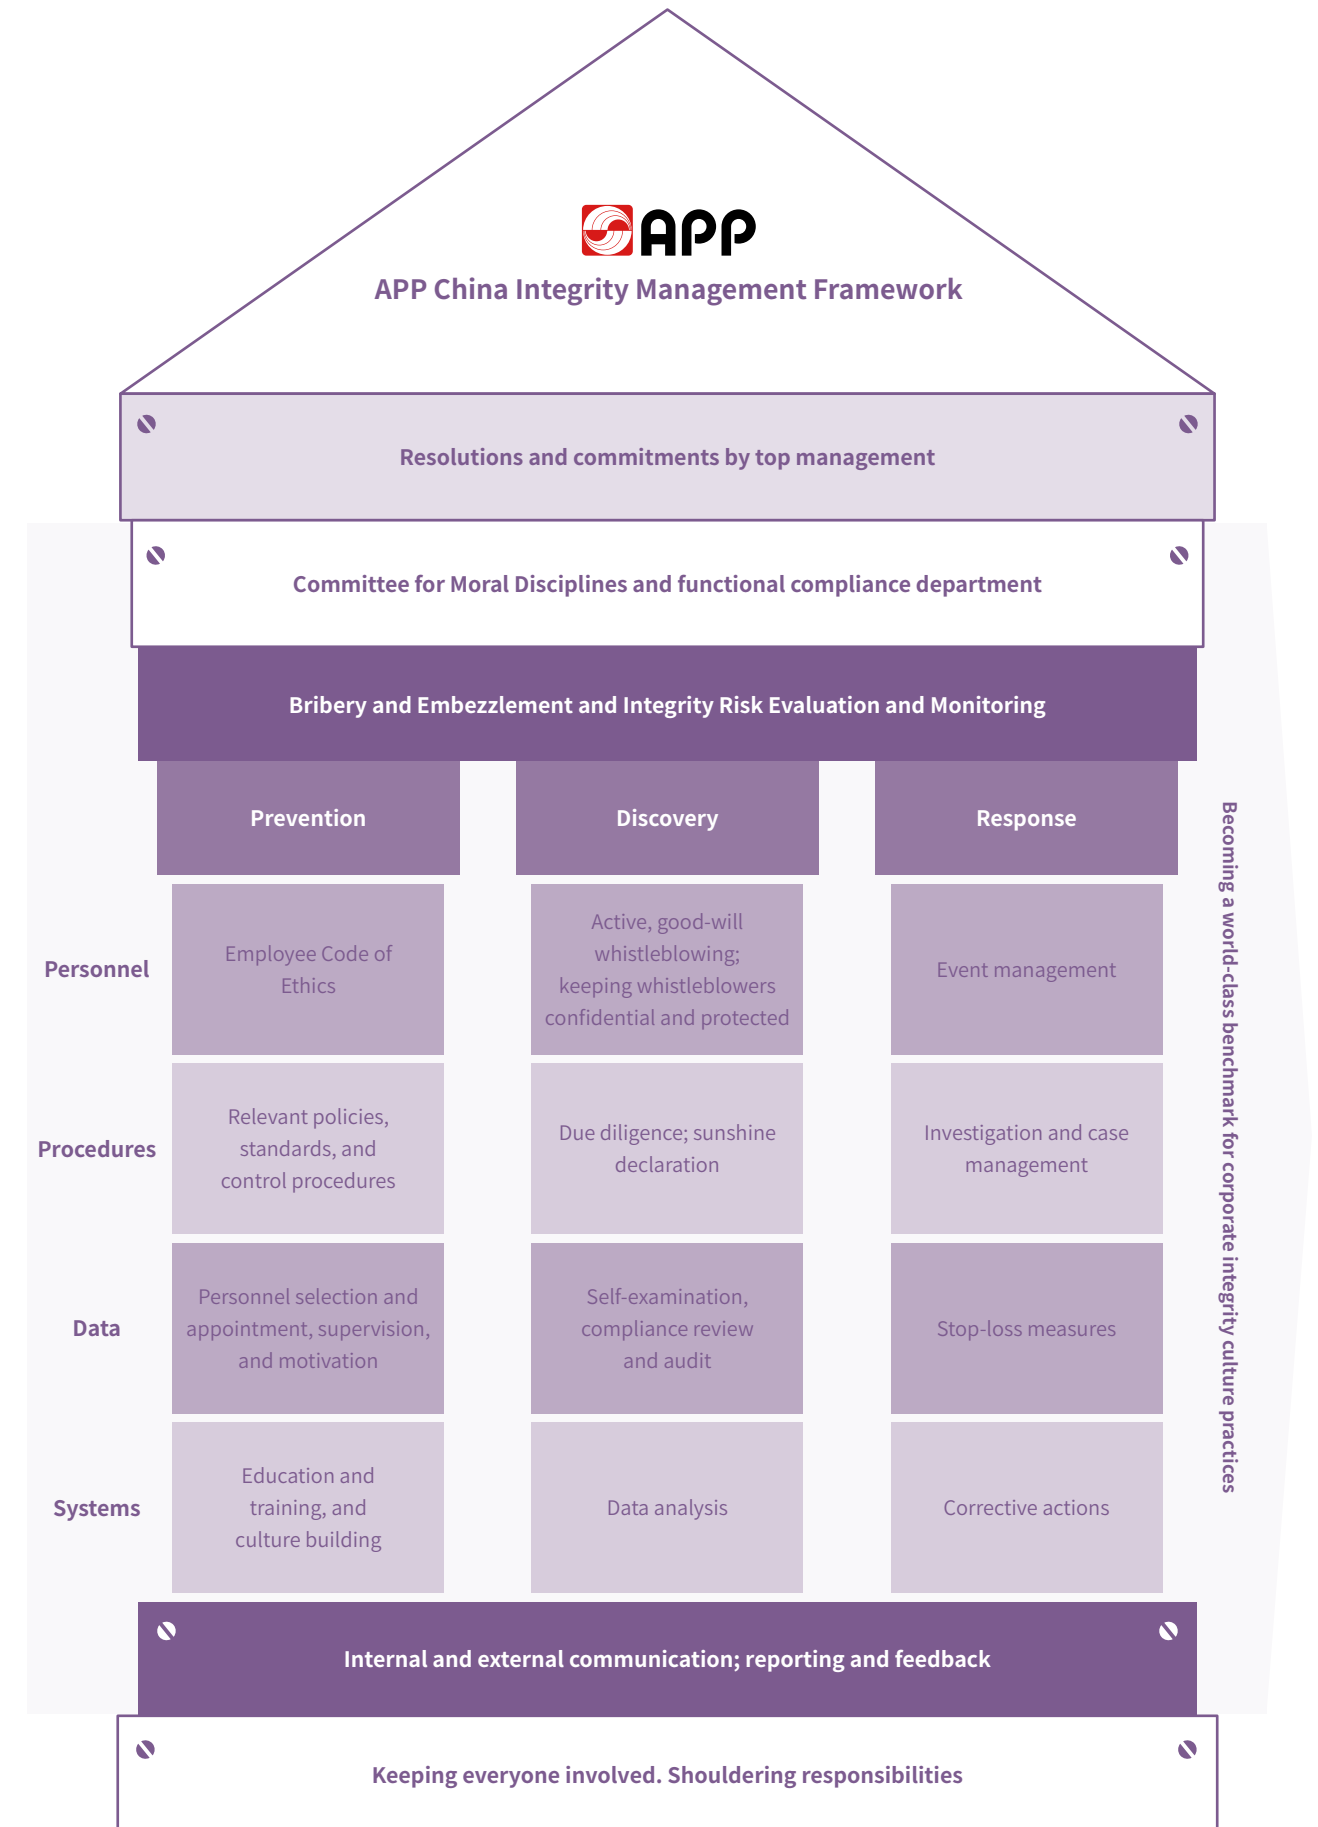 APP
APP China Integrity Management Framework
Resolutions and commitments by top management
Committee for Moral Disciplines and functional compliance department
Bribery and Embezzlement and Integrity Risk Evaluation and Monitoring
Prevention
Discovery
Response
Personnel
Employee Code of
Ethics
Active, good-will
whistleblowing;
keeping whistleblowers
confidential and protected
Event management
Procedures
Relevant policies,
standards, and
control procedures
Due diligence; sunshine
declaration
Investigation and case
management
Data
Personnel selection and
appointment, supervision,
and motivation
Self-examination,
compliance review
and audit
Stop-loss measures
Systems
Education and
training, and
culture building
Data analysis
Corrective actions
Becoming a world-class benchmark for corporate integrity culture practices
Internal and external communication; reporting and feedback
Keeping everyone involved. Shouldering responsibilities